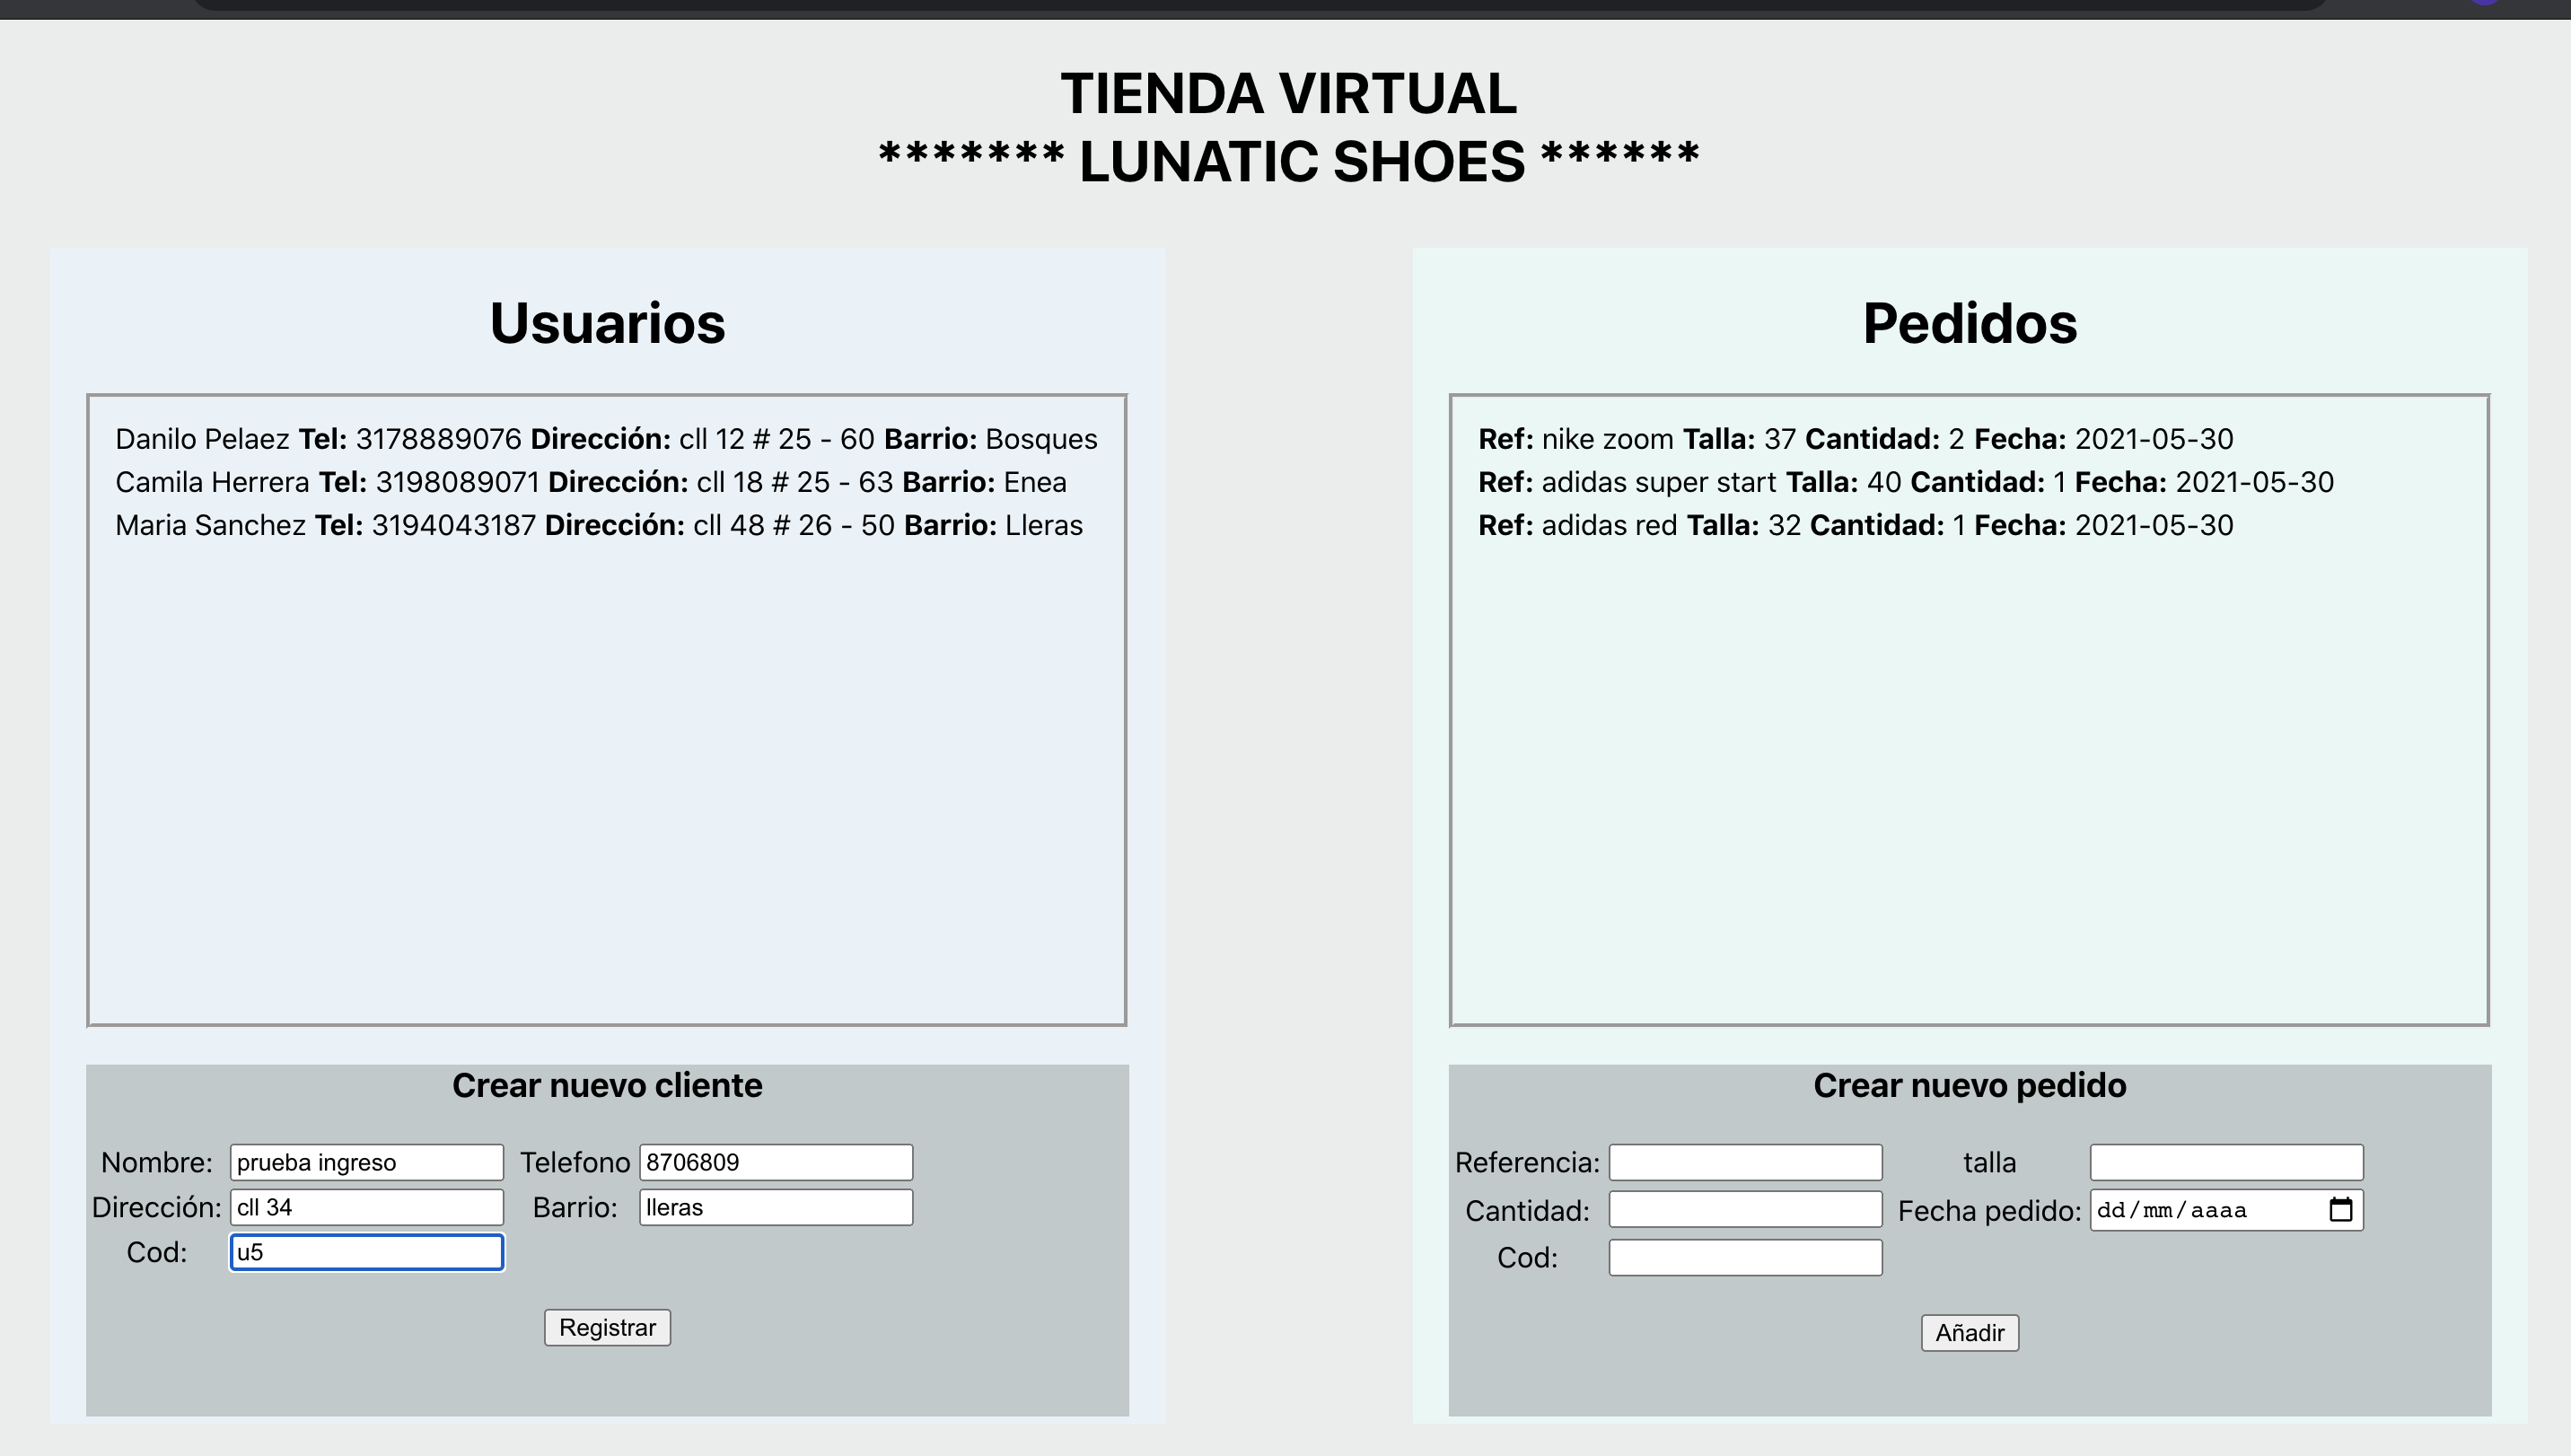 TIENDA VIRTUAL
******* LUNATIC SHOES ******
Usuarios
Danilo Pelaez Tel: 3178889076 Dirección: cll 12 # 25 - 60 Barrio: Bosques
Camila Herrera Tel: 3198089071 Dirección: cll 18 # 25 - 63 Barrio: Enea
Maria Sanchez Tel: 3194043187 Dirección: cll 48 # 26 - 50 Barrio: Lleras
Crear nuevo cliente
Nombre: prueba ingreso Telefono 8706809
Dirección: cll 34 Barrio: lleras
Cod: u5
Registrar
Pedidos
Ref: nike zoom Talla: 37 Cantidad: 2 Fecha: 2021-05-30
Ref: adidas super start Talla: 40 Cantidad: 1 Fecha: 2021-05-30
Ref: adidas red Talla: 32 Cantidad: 1 Fecha: 2021-05-30
Crear nuevo pedido
Referencia: talla
Cantidad: Fecha pedido: dd/mm/aaaa
Cod:
Añadir